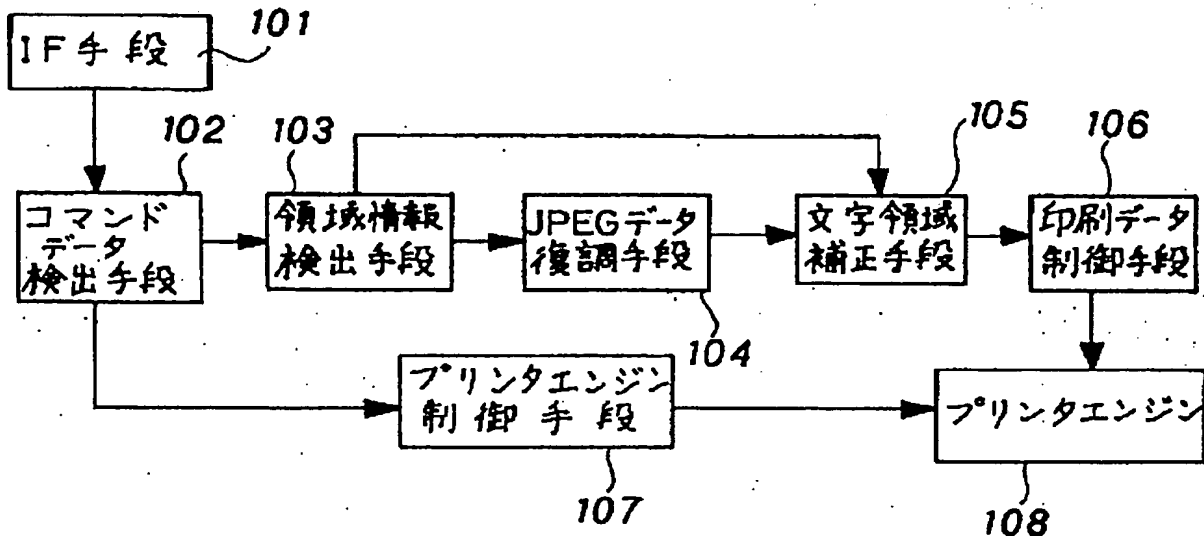 101
IF手段
102
コマンド
データ
検出手段
103
領域情報
検出手段
JPEGデータ
復調手段
104
105
文字領域
補正手段
106
印刷データ
制御手段
プリンタエンジン
制御手段
107
プリンタエンジン
108